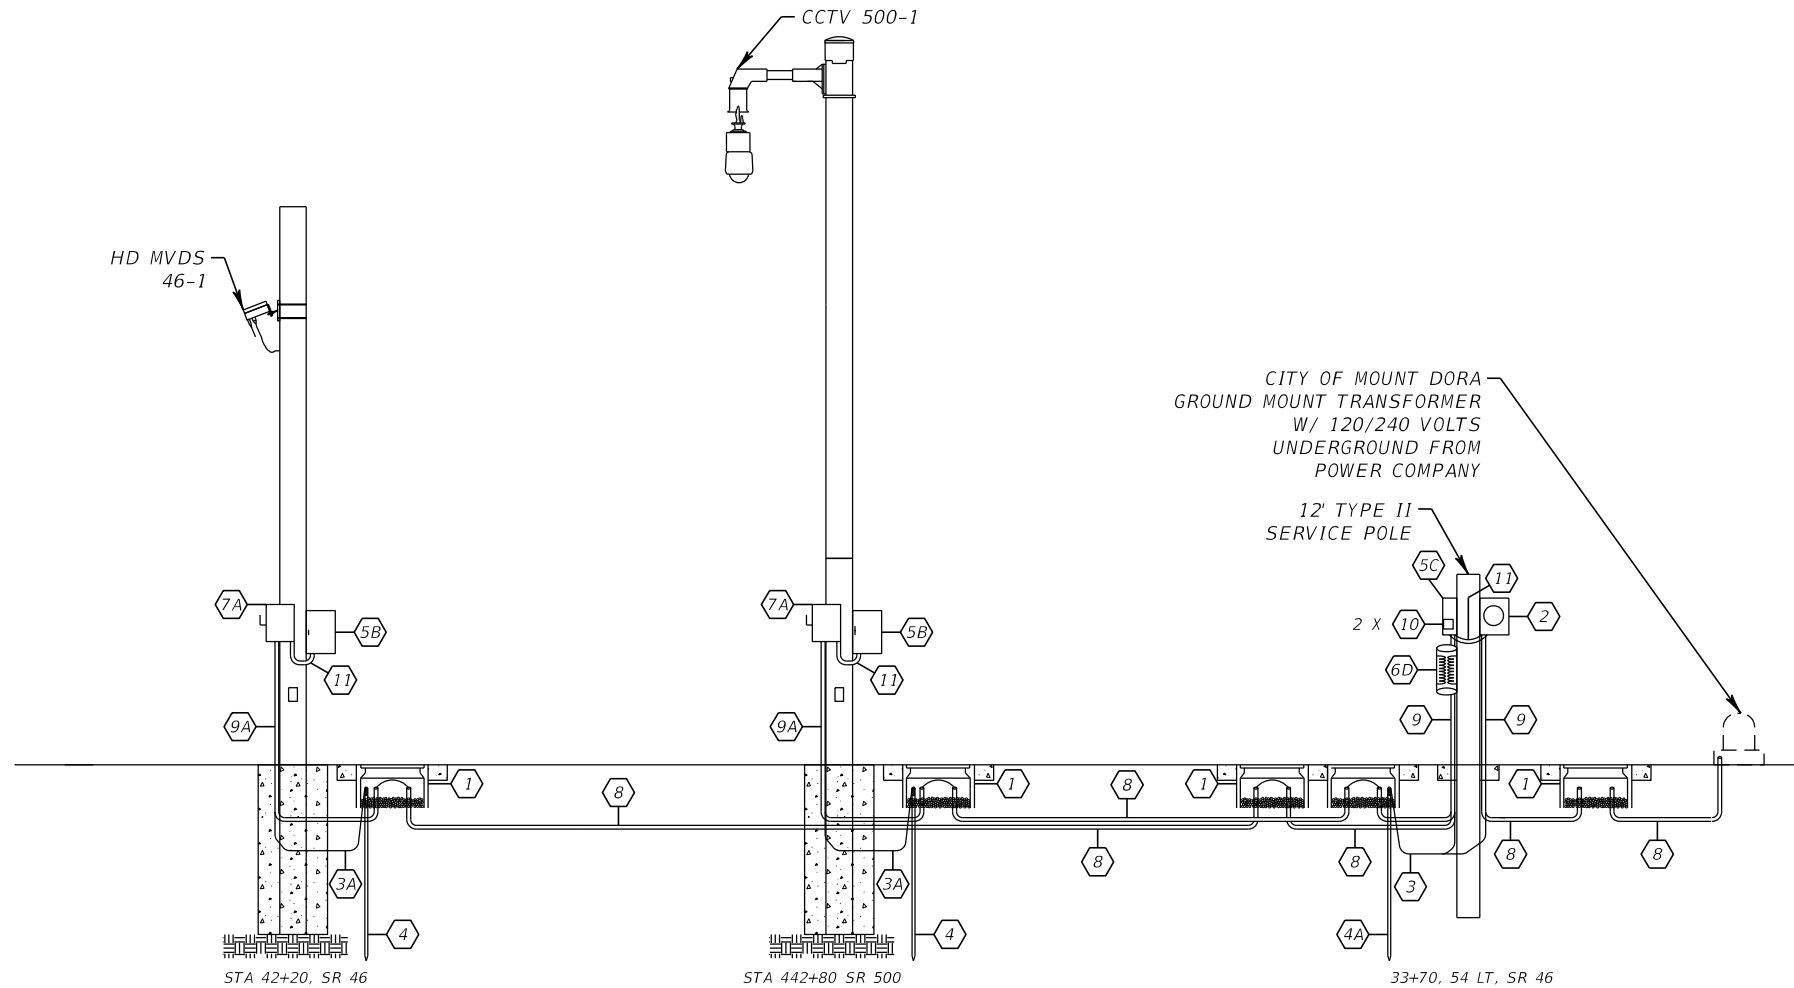 CCTV 500-1
HD MVDS
46-1
CITY OF MOUNT DORA
GROUND MOUNT TRANSFORMER
W/ 120/240 VOLTS
UNDERGROUND FROM
POWER COMPANY
12' TYPE II
SERVICE POLE
5C
11
7A
7A
2
2 X 10
5B
5B
6D
11
11
9A
9A
9
9
1
1
1
1
8
8
8
8
8
8
3A
3A
3
4
4
4A
STA 42+20, SR 46
STA 442+80 SR 500
33+70, 54 LT, SR 46